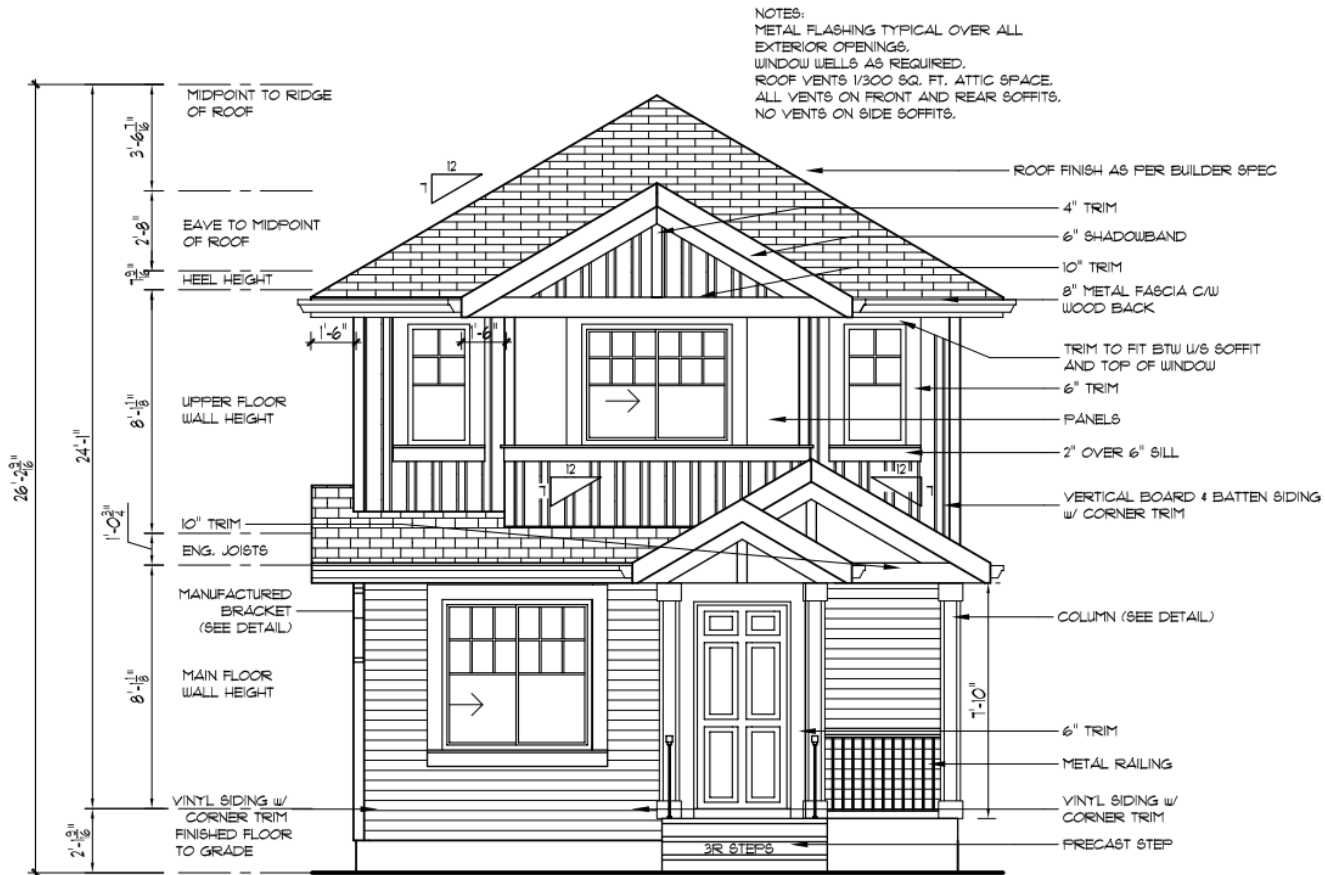 NOTES:
METAL FLASHING TYPICAL OVER ALL
EXTERIOR OPENINGS.
WINDOW WELLS AS REQUIRED.
ROOF VENTS 1/300 SQ. FT. ATTIC SPACE.
ALL VENTS ON FRONT AND REAR SOFFITS.
NO VENTS ON SIDE SOFFITS.
MIDPOINT TO RIDGE
OF ROOF
3'-6 7/16"
12
7
EAVE TO MIDPOINT
OF ROOF
2'-8"
HEEL HEIGHT
7 9/16"
1'-6"
1'-6"
UPPER FLOOR
WALL HEIGHT
8'-1 1/8"
24'-1"
26'-2 9/16"
10" TRIM
1'-0 3/4"
ENG. JOISTS
MANUFACTURED
BRACKET
(SEE DETAIL)
MAIN FLOOR
WALL HEIGHT
8'-1 1/8"
VINYL SIDING W/
CORNER TRIM
FINISHED FLOOR
TO GRADE
2'-1 9/16"
12
7
12
7
3R STEPS
7'-10"
ROOF FINISH AS PER BUILDER SPEC
4" TRIM
6" SHADOWBAND
10" TRIM
8" METAL FASCIA C/W
WOOD BACK
TRIM TO FIT BTW U/S SOFFIT
AND TOP OF WINDOW
6" TRIM
PANELS
2" OVER 6" SILL
VERTICAL BOARD & BATTEN SIDING
W/ CORNER TRIM
COLUMN (SEE DETAIL)
6" TRIM
METAL RAILING
VINYL SIDING W/
CORNER TRIM
PRECAST STEP